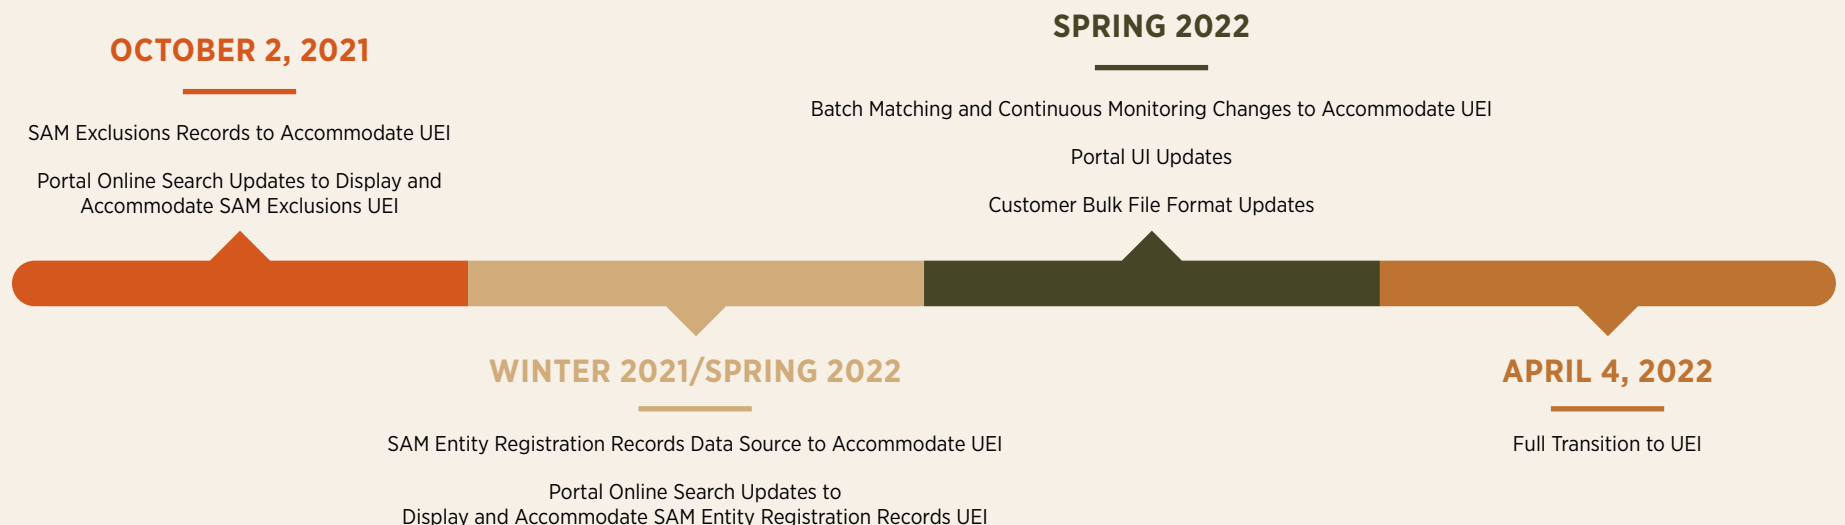 OCTOBER 2, 2021
SAM Exclusions Records to Accommodate UEI
Portal Online Search Updates to Display and
Accommodate SAM Exclusions UEI
WINTER 2021/SPRING 2022
SAM Entity Registration Records Data Source to Accommodate UEI
Portal Online Search Updates to
Display and Accommodate SAM Entity Registration Records UEI
SPRING 2022
Batch Matching and Continuous Monitoring Changes to Accommodate UEI
Portal UI Updates
Customer Bulk File Format Updates
APRIL 4, 2022
Full Transition to UEI